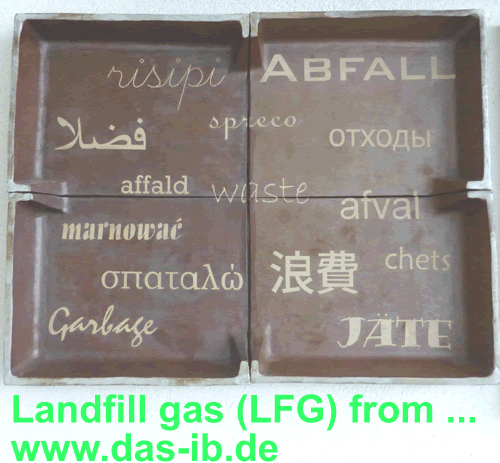 risipi
ABFALL
spreco
فضلا
отходы
affald
waste
afval
marnować
σπαταλώ
chets
浪費
Garbage
JÄTE
Landfill gas (LFG) from ...
www.das-ib.de